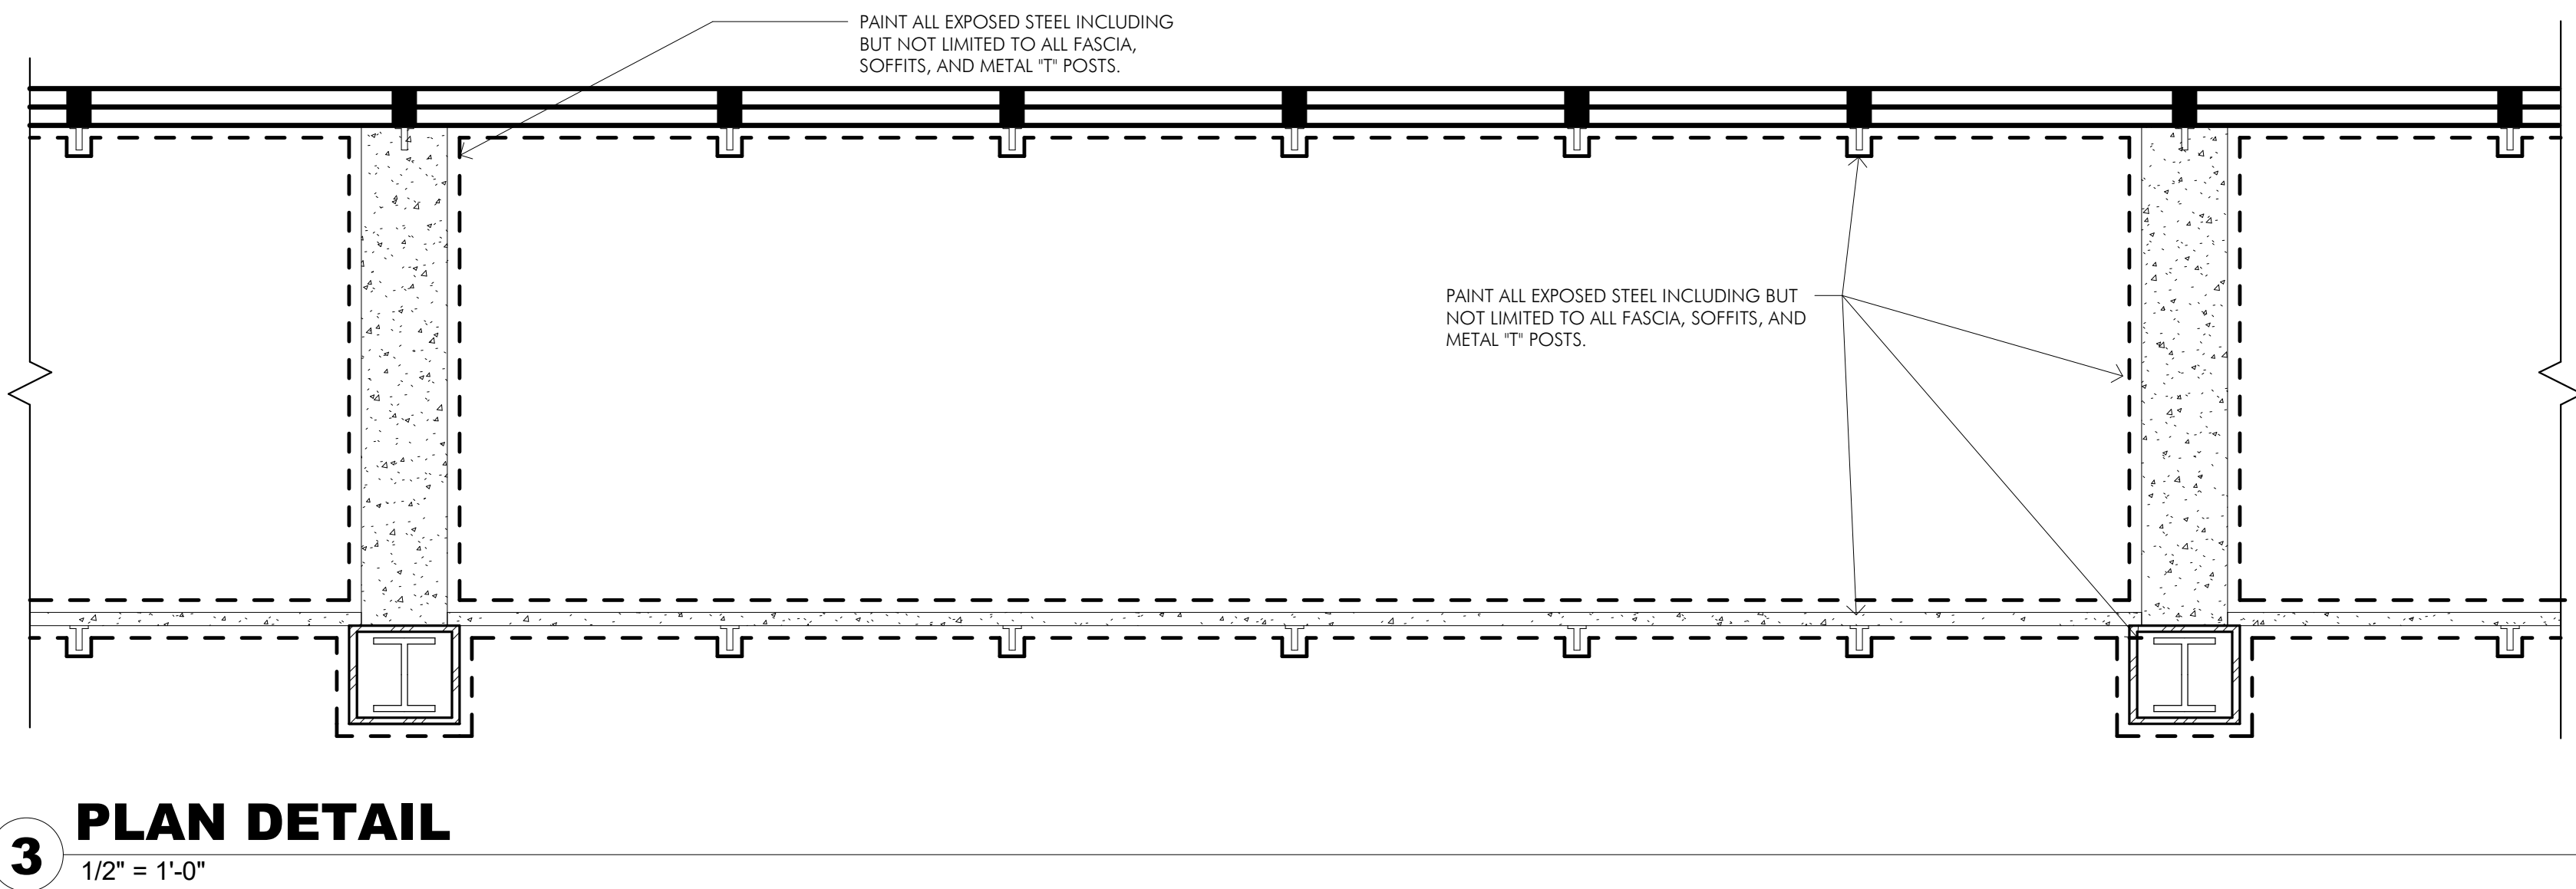 PAINT ALL EXPOSED STEEL INCLUDING
BUT NOT LIMITED TO ALL FASCIA,
SOFFITS, AND METAL "T" POSTS.
PAINT ALL EXPOSED STEEL INCLUDING BUT
NOT LIMITED TO ALL FASCIA, SOFFITS, AND
METAL "T" POSTS.
3 PLAN DETAIL
1/2" = 1'-0"